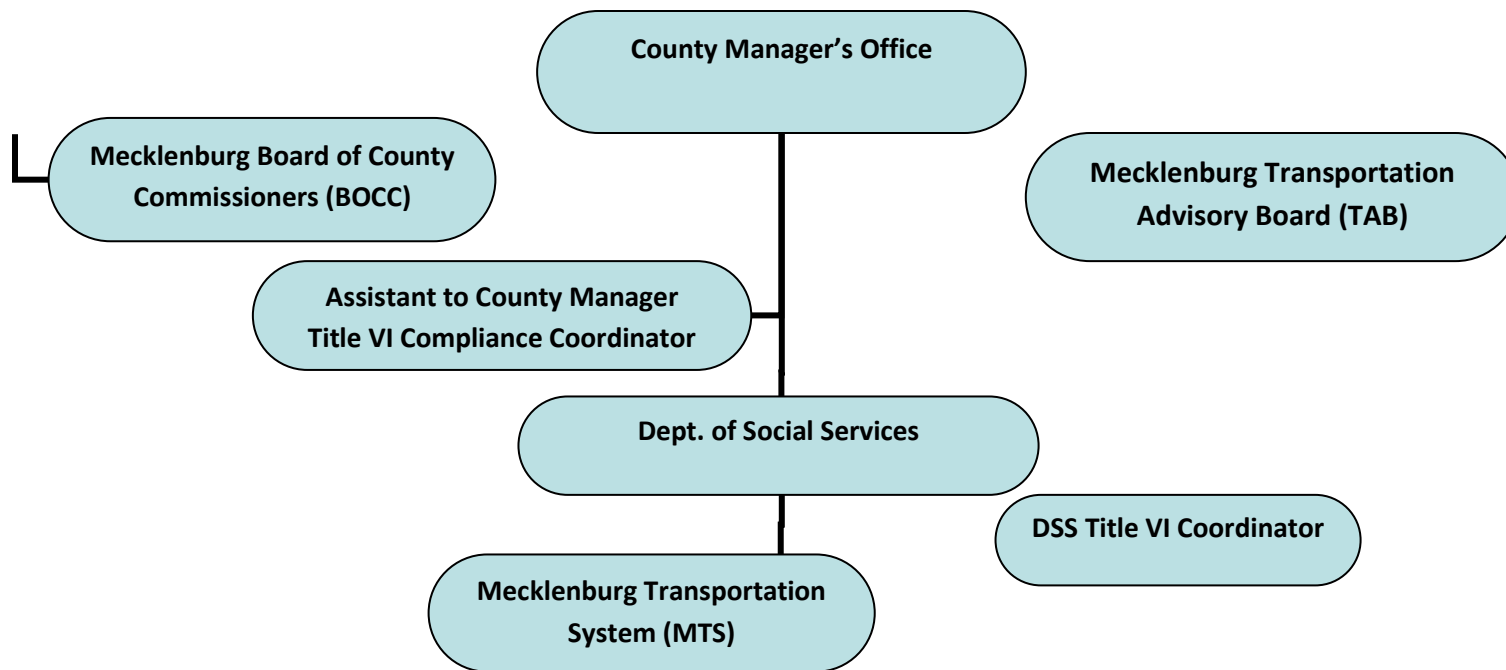 County Manager’s Office
Mecklenburg Board of County
Commissioners (BOCC)
Mecklenburg Transportation
Advisory Board (TAB)
Assistant to County Manager
Title VI Compliance Coordinator
Dept. of Social Services
DSS Title VI Coordinator
Mecklenburg Transportation
System (MTS)